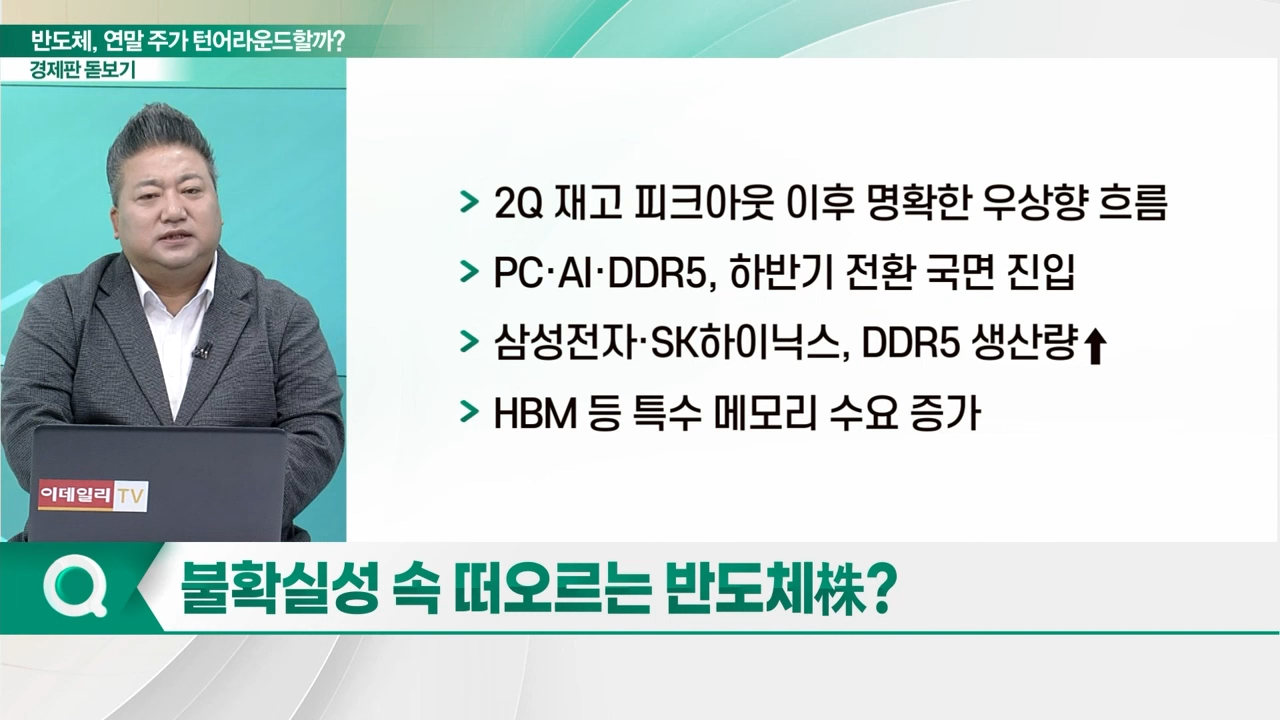 반도체, 연말 주가 턴어라운드할까?
경제판 돋보기
> 2Q 재고 피크아웃 이후 명확한 우상향 흐름
> PC·AI·DDR5, 하반기 전환 국면 진입
> 삼성전자·SK하이닉스, DDR5 생산량⬆
> HBM 등 특수 메모리 수요 증가
이데일리 TV
Q 불확실성 속 떠오르는 반도체株?